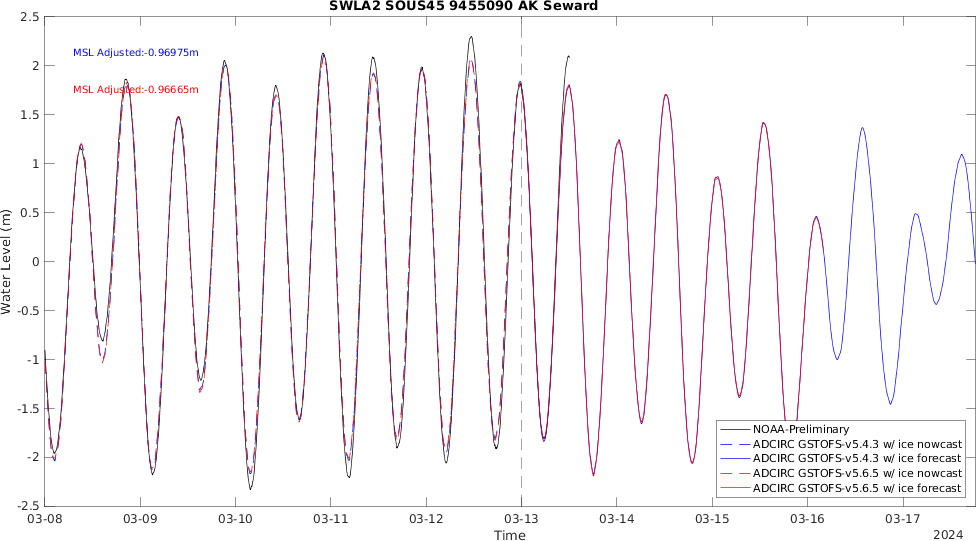 SWLA2 SOUS45 9455090 AK Seward
2.5
MSL Adjusted:-0.96975m
2
MSL Adjusted:-0.96665m
1.5
1
0.5
0
Water Level (m)
-0.5
-1
-1.5
-2
-2.5
NOAA-Preliminary
ADCIRC GSTOFS-v5.4.3 w/ ice nowcast
ADCIRC GSTOFS-v5.4.3 w/ ice forecast
ADCIRC GSTOFS-v5.6.5 w/ ice nowcast
ADCIRC GSTOFS-v5.6.5 w/ ice forecast
03-08 03-09 03-10 03-11 03-12 03-13 03-14 03-15 03-16 03-17
Time
2024